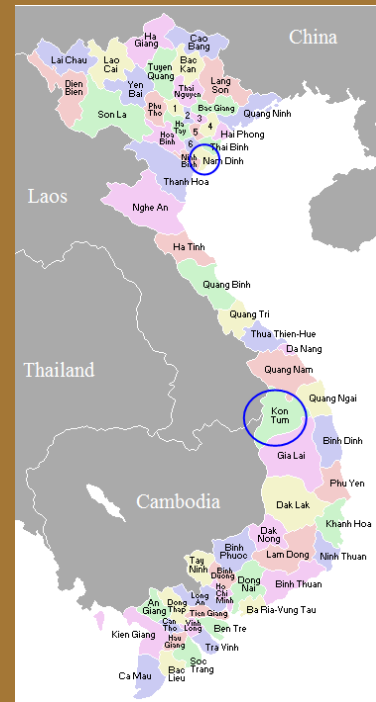 Ha
Giang
Cao
Bang
China
Lai Chau
Lao
Cai
Tuyen
Quang
Bac
Kan
Dien
Bien
Yen
Bai
Thai
Nguyen
Lang
Son
Son La
Phu
Tho
1
2
3
4
5
6
Bac Giang
Quang Ninh
Ha
Tay
Hoa
Binh
Hai Phong
Thai Binh
Ninh
Binh
Nam Dinh
Thanh Hoa
Laos
Nghe An
Ha Tinh
Quang Binh
Quang Tri
Thua Thien-Hue
Da Nang
Thailand
Quang Nam
Kon
Tum
Quang Ngai
Gia Lai
Binh Dinh
Cambodia
Phu Yen
Dak Lak
Khanh Hoa
Dak
Nong
Binh
Phuoc
Lam Dong
Ninh Thuan
Tay
Ninh
Binh
Duong
Dong
Nai
Binh Thuan
Ho
Chi
Minh
Long
An
Ba Ria-Vung Tau
An
Giang
Dong
Thap
Tien Giang
Kien Giang
Can
Tho
Vinh
Long
Ben Tre
Hau
Giang
Tra Vinh
Soc
Trang
Ca Mau
Bac
Lieu